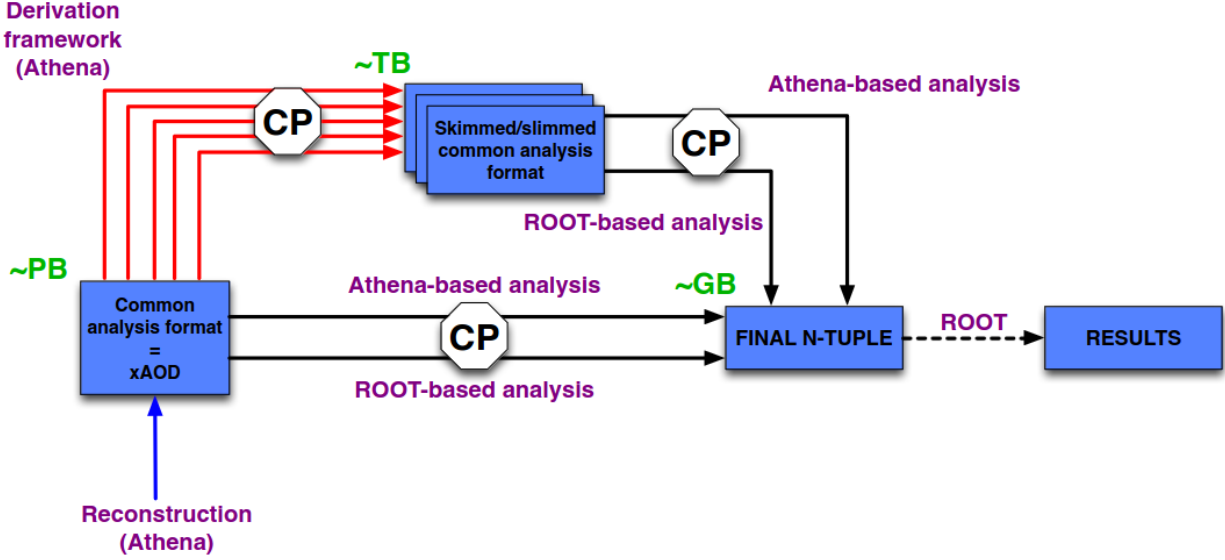 Derivation
framework
(Athena)
~TB
CP
Skimmed/slimmed
common analysis
format
CP
Athena-based analysis
ROOT-based analysis
~PB
Common
analysis format
=
xAOD
Athena-based analysis
CP
ROOT-based analysis
~GB
FINAL N-TUPLE
ROOT
RESULTS
Reconstruction
(Athena)